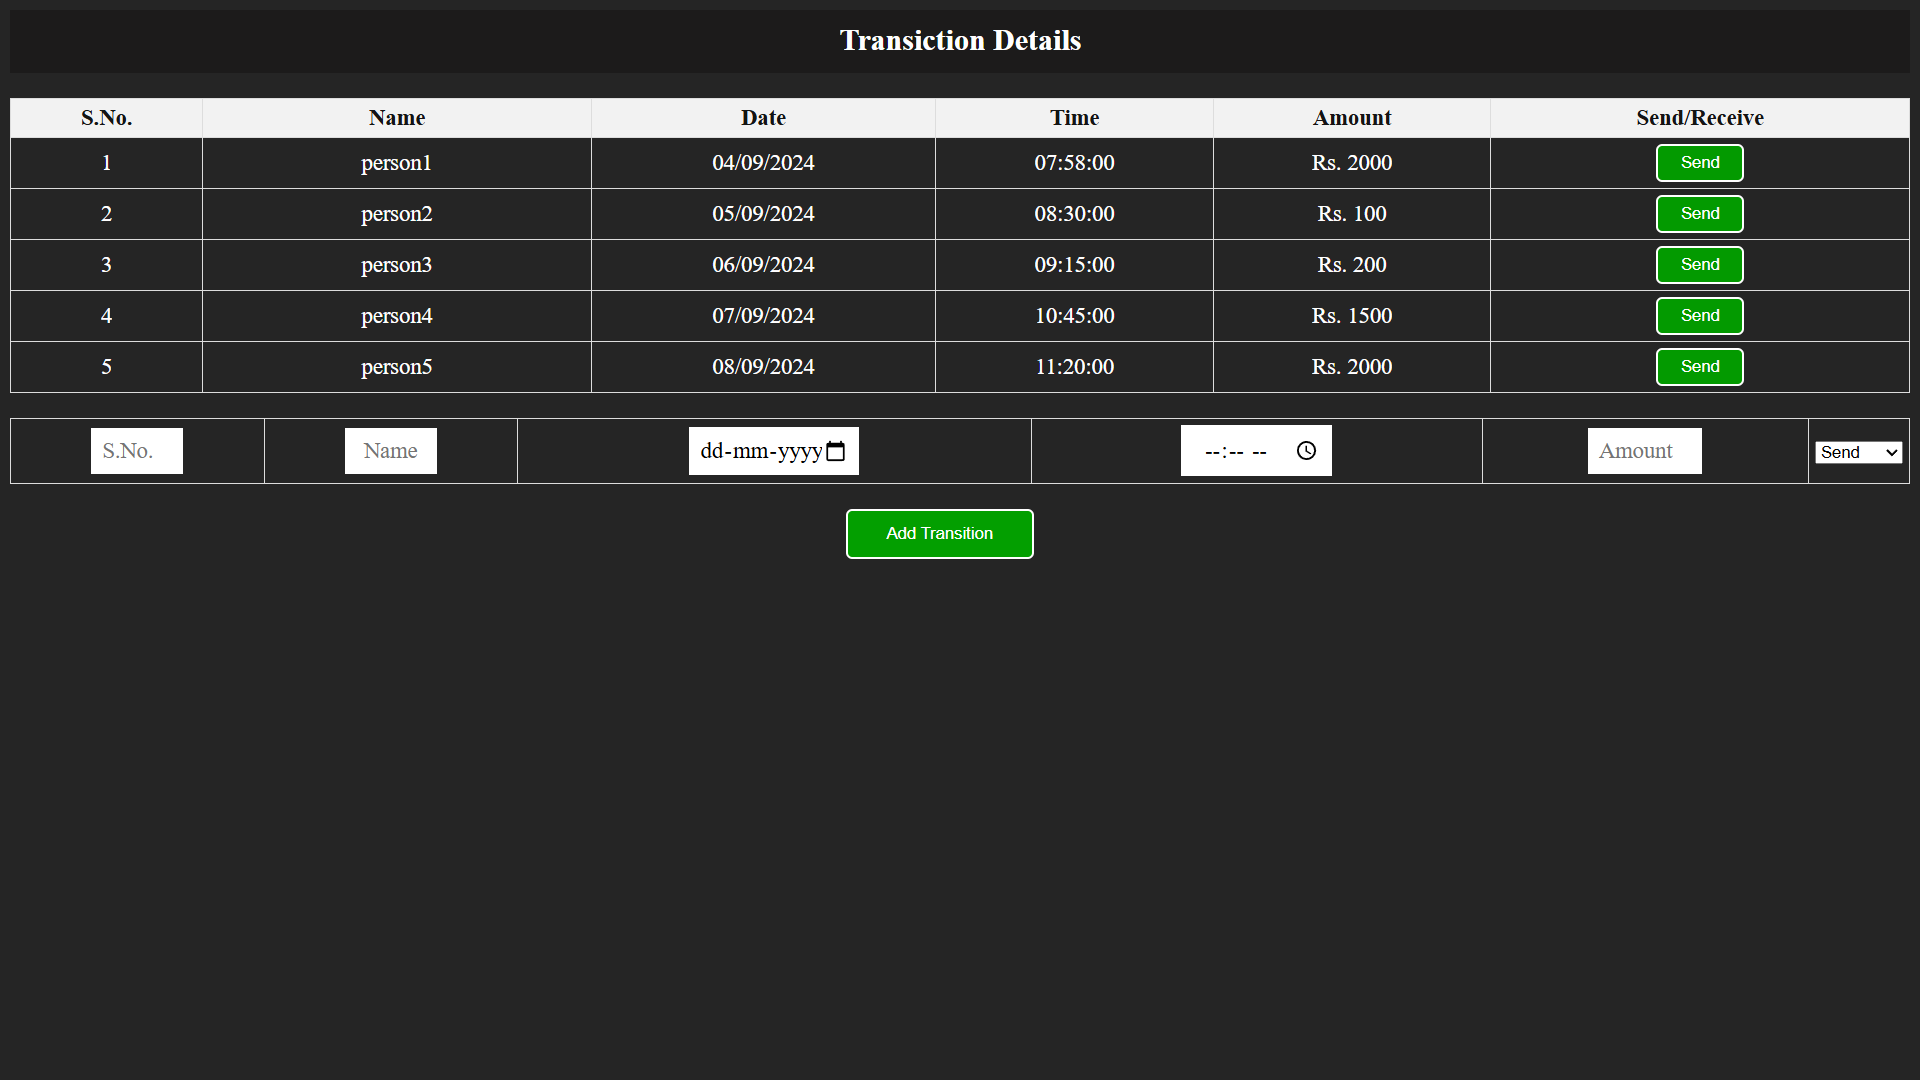 Transiction Details
S.No. Name Date Time Amount Send/Receive
1 person1 04/09/2024 07:58:00 Rs. 2000 Send
2 person2 05/09/2024 08:30:00 Rs. 100 Send
3 person3 06/09/2024 09:15:00 Rs. 200 Send
4 person4 07/09/2024 10:45:00 Rs. 1500 Send
5 person5 08/09/2024 11:20:00 Rs. 2000 Send
S.No. Name dd-mm-yyyy --:-- -- Amount Send
Add Transition